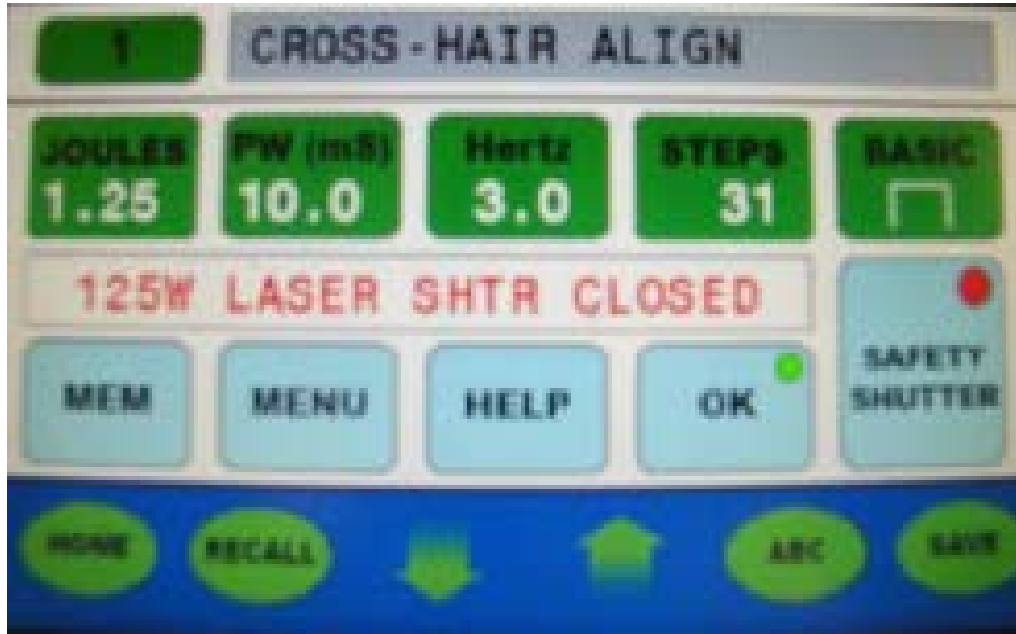 1 CROSS-HAIR ALIGN
JOULES PW (mS) Hertz STEPS BASIC
1.25 10.0 3.0 31
125W LASER SHTR CLOSED
SAFETY SHUTTER
MEM MENU HELP OK
HOME RECALL ABC SAVE